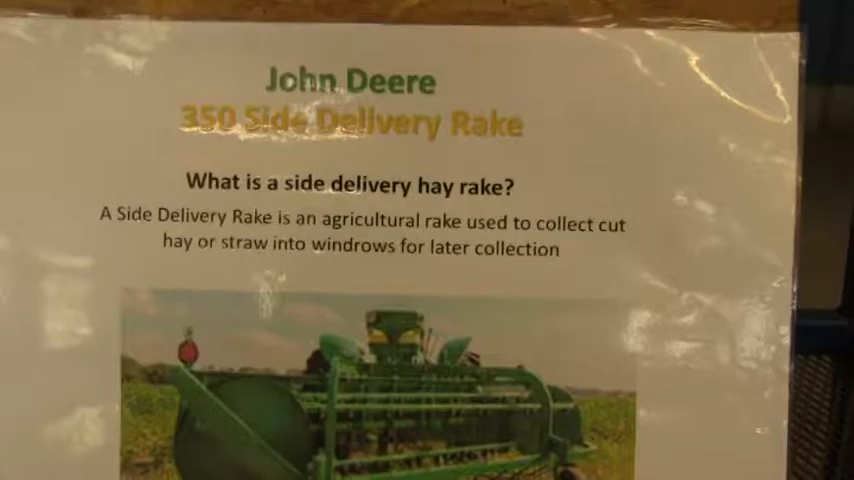 John Deere
350 Side Delivery Rake
What is a side delivery hay rake?
A Side Delivery Rake is an agricultural rake used to collect cut
hay or straw into windrows for later collection